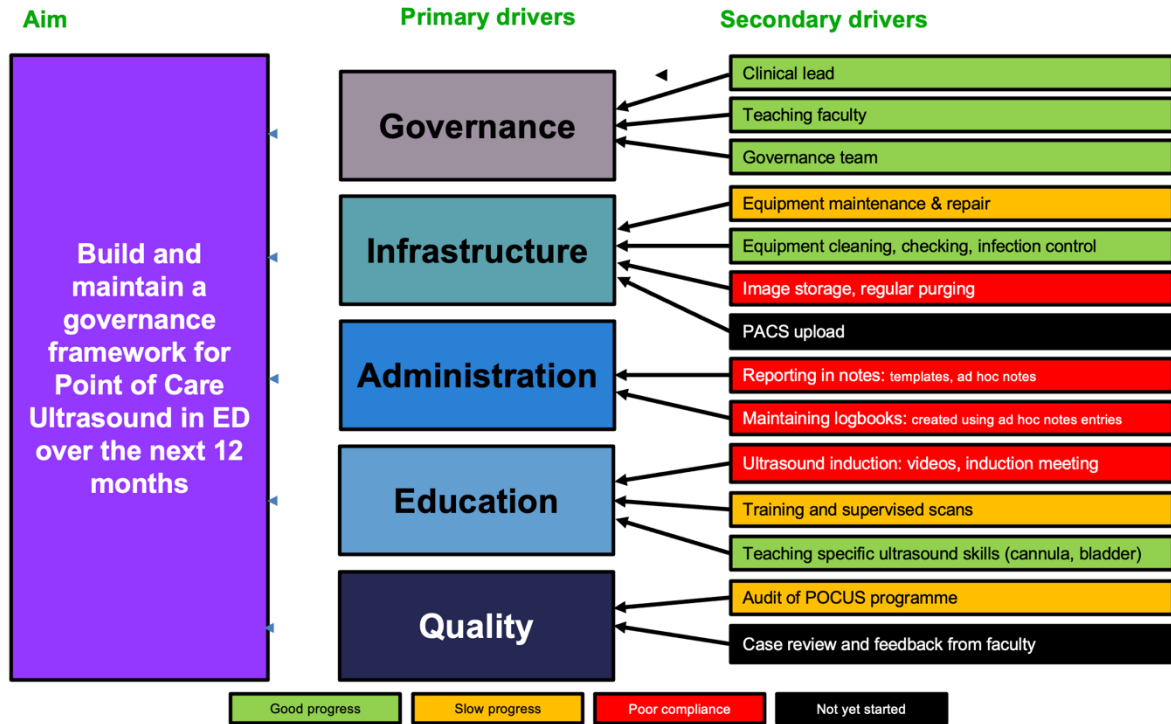 Aim
Primary drivers
Secondary drivers
Build and
maintain a
governance
framework for
Point of Care
Ultrasound in ED
over the next 12
months
Governance
Clinical lead
Teaching faculty
Governance team
Infrastructure
Equipment maintenance & repair
Equipment cleaning, checking, infection control
Image storage, regular purging
PACS upload
Administration
Reporting in notes: templates, ad hoc notes
Maintaining logbooks: created using ad hoc notes entries
Education
Ultrasound induction: videos, induction meeting
Training and supervised scans
Teaching specific ultrasound skills (cannula, bladder)
Quality
Audit of POCUS programme
Case review and feedback from faculty
Good progress
Slow progress
Poor compliance
Not yet started